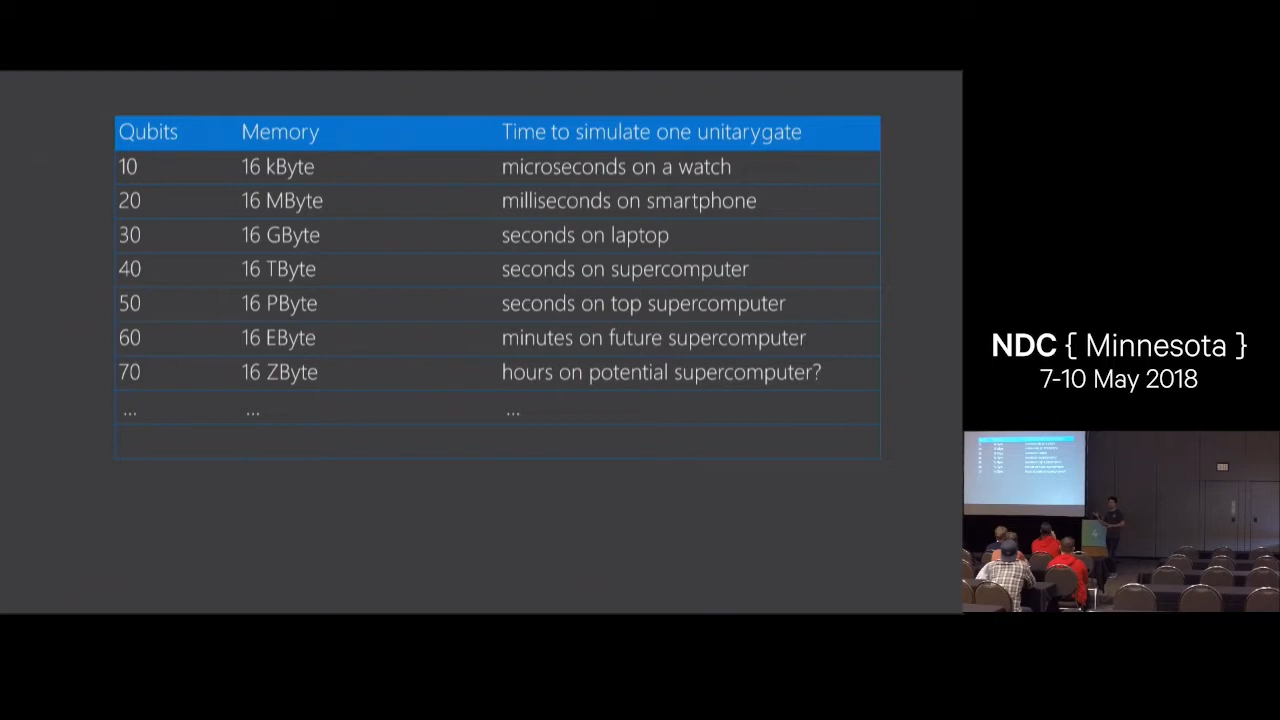 Qubits Memory Time to simulate one unitarygate
10 16 kByte microseconds on a watch
20 16 MByte milliseconds on smartphone
30 16 GByte seconds on laptop
40 16 TByte seconds on supercomputer
50 16 PByte seconds on top supercomputer
60 16 EByte minutes on future supercomputer
70 16 ZByte hours on potential supercomputer?
... ... ...
NDC { Minnesota }
7-10 May 2018
4